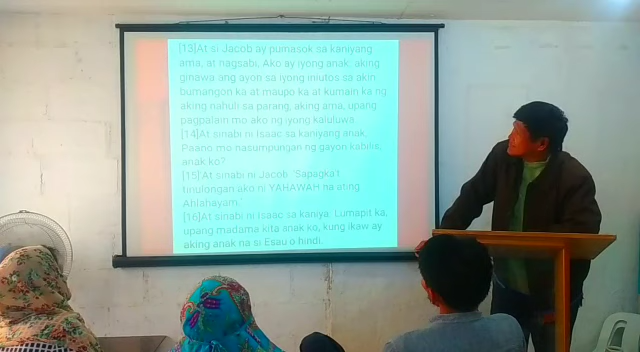 [13]At si Jacob ay pumasok sa kaniyang
ama, at nagsabi, Ako ay iyong anak, aking
ginawa ang ayon sa iyong iniutos sa akin
bumangon ka at maupo ka at kumain ka ng
aking nahuli sa parang, aking ama, upang
pagpalain mo ako ng iyong kaluluwa.
[14]At sinabi ni Isaac sa kaniyang anak,
Paano mo nasumpungan ng gayon kabilis,
anak ko?
[15]'At sinabi ni Jacob, 'Sapagka't
tinulongan ako ni YAHAWAH na ating
Ahlahayam.'
[16]At sinabi ni Isaac sa kaniya, Lumapit ka,
upang madama kita anak ko, kung ikaw ay
aking anak na si Esau o hindi.